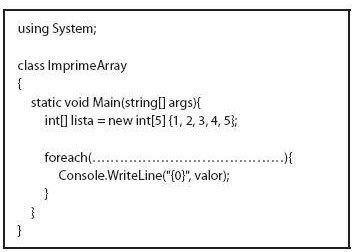 using System;
class ImprimeArray
{
static void Main(string[] args){
int[] lista = new int[5] {1, 2, 3, 4, 5};
foreach(.........................................){
Console.WriteLine("{0}", valor);
}
}
}